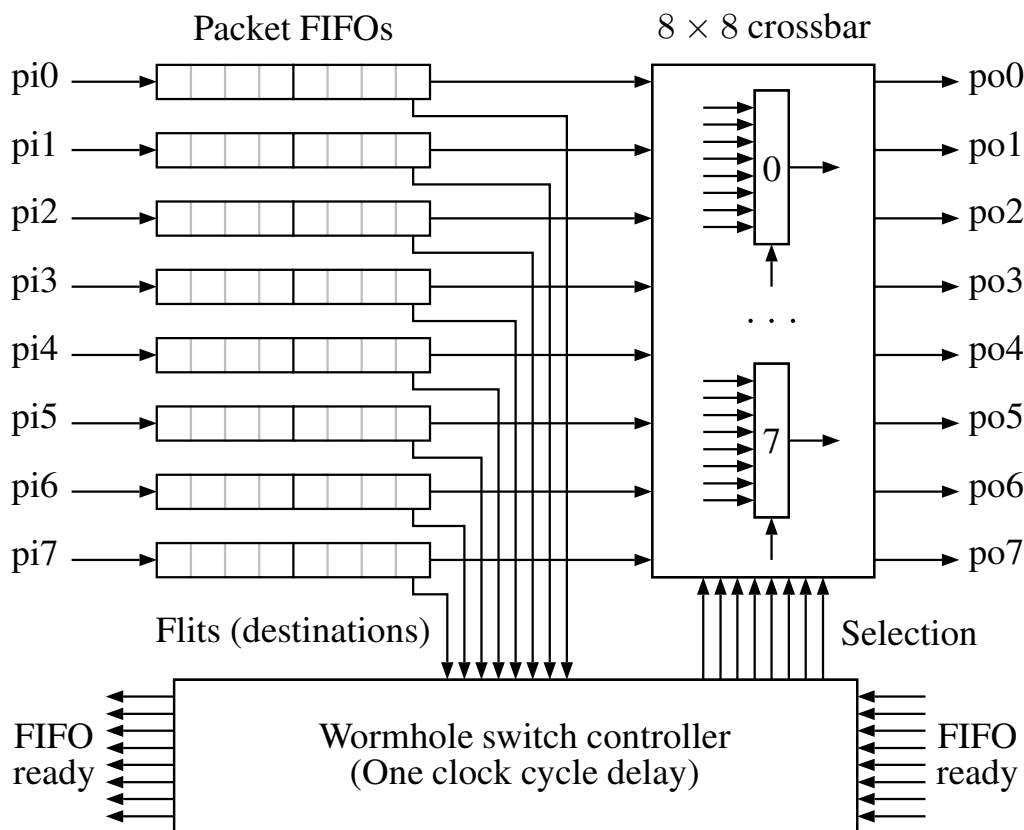 Packet FIFOs
8 × 8 crossbar
pi0
po0
pi1
po1
0
pi2
po2
pi3
po3
. . .
pi4
po4
pi5
po5
7
pi6
po6
pi7
po7
Flits (destinations)
Selection
FIFO
ready
Wormhole switch controller
(One clock cycle delay)
FIFO
ready